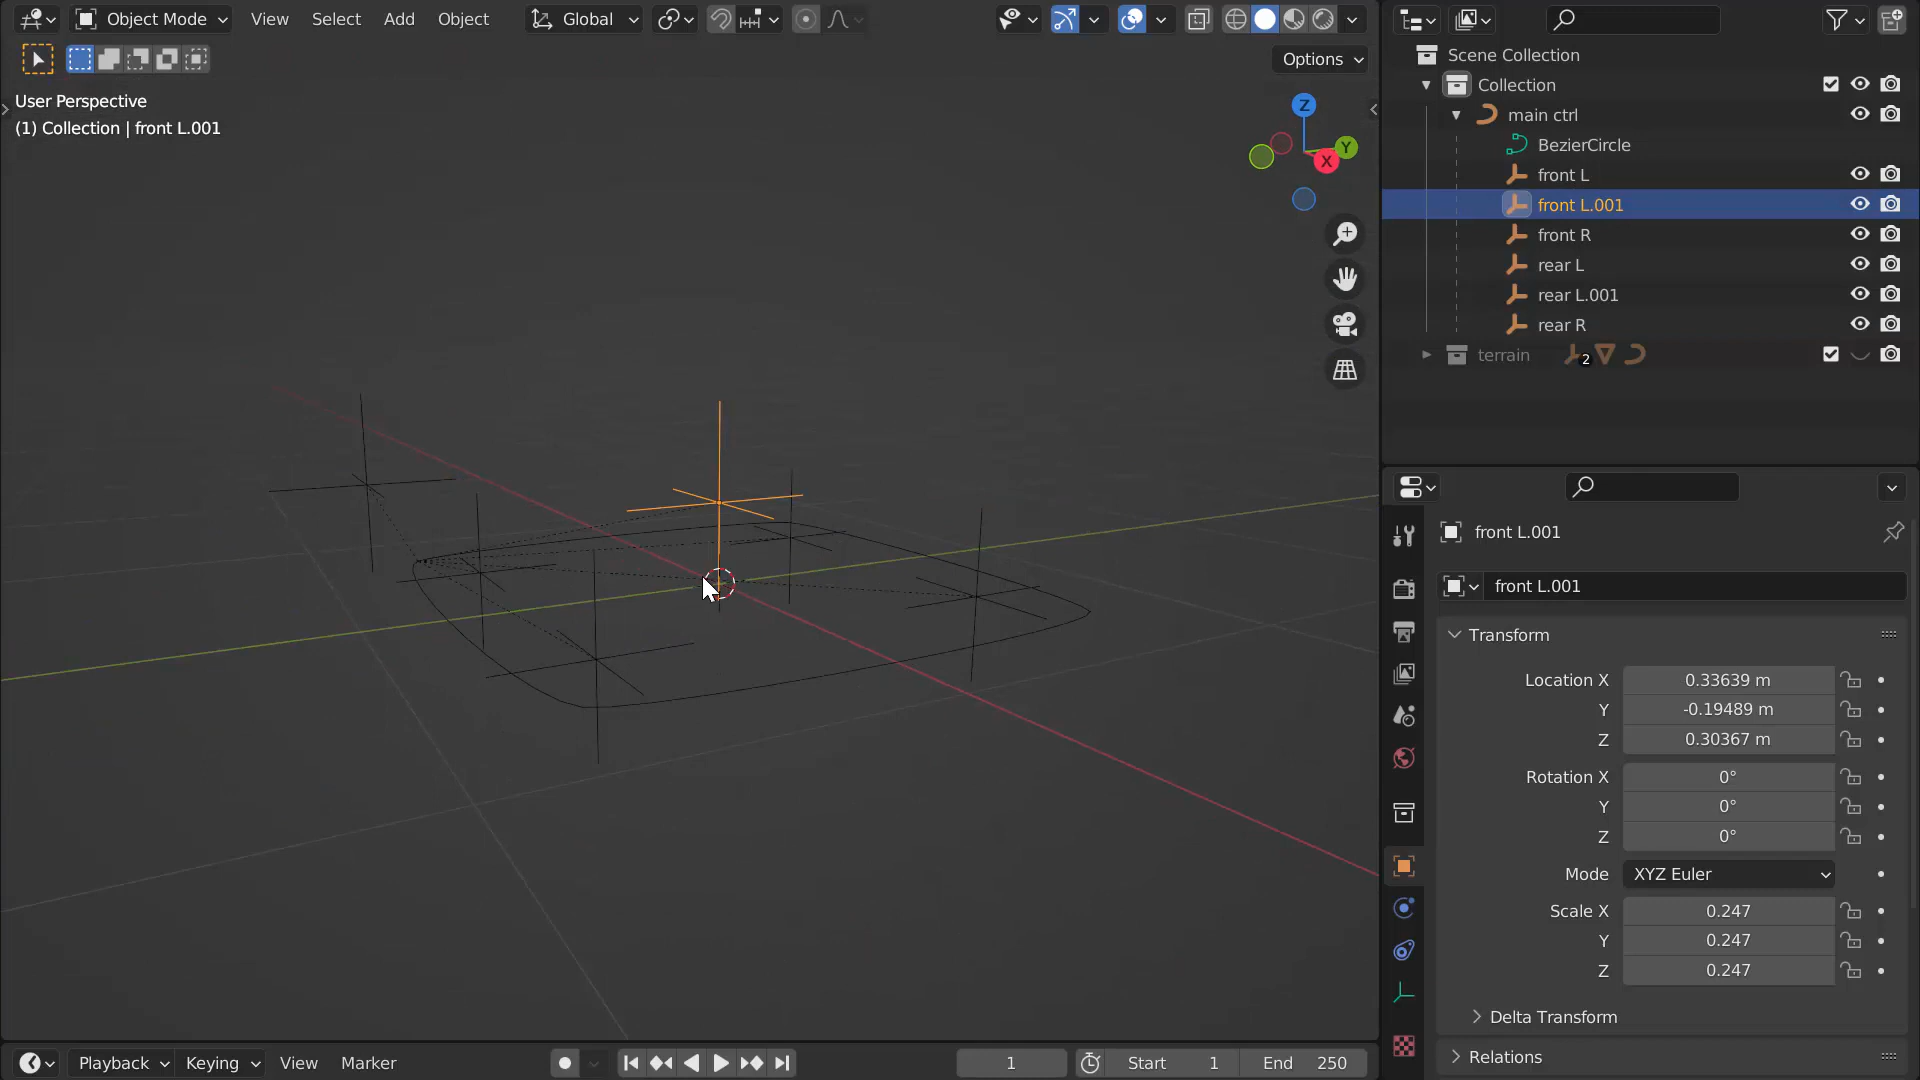 Object Mode View Select Add Object Global
Options
User Perspective
(1) Collection | front L.001
Z
Y
X
Scene Collection
Collection
main ctrl
BezierCircle
front L
front L.001
front R
rear L
rear L.001
rear R
terrain 2
front L.001
front L.001
Transform
Location X 0.33639 m
Y -0.19489 m
Z 0.30367 m
Rotation X 0°
Y 0°
Z 0°
Mode XYZ Euler
Scale X 0.247
Y 0.247
Z 0.247
Delta Transform
Relations
Playback Keying View Marker 1 Start 1 End 250